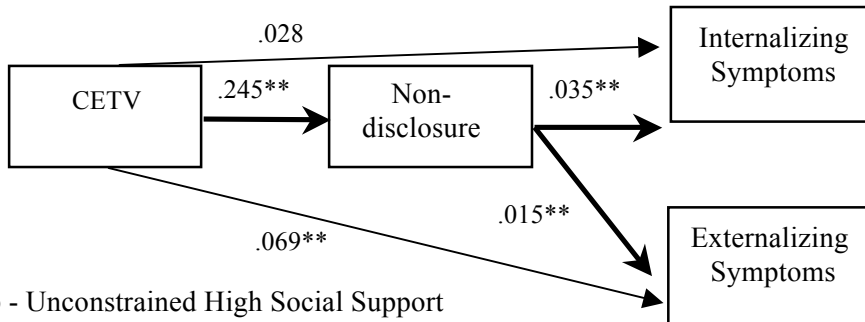 .028
Internalizing
Symptoms
CETV
.245**
Non-
disclosure
.035**
.015**
.069**
Externalizing
Symptoms
- Unconstrained High Social Support